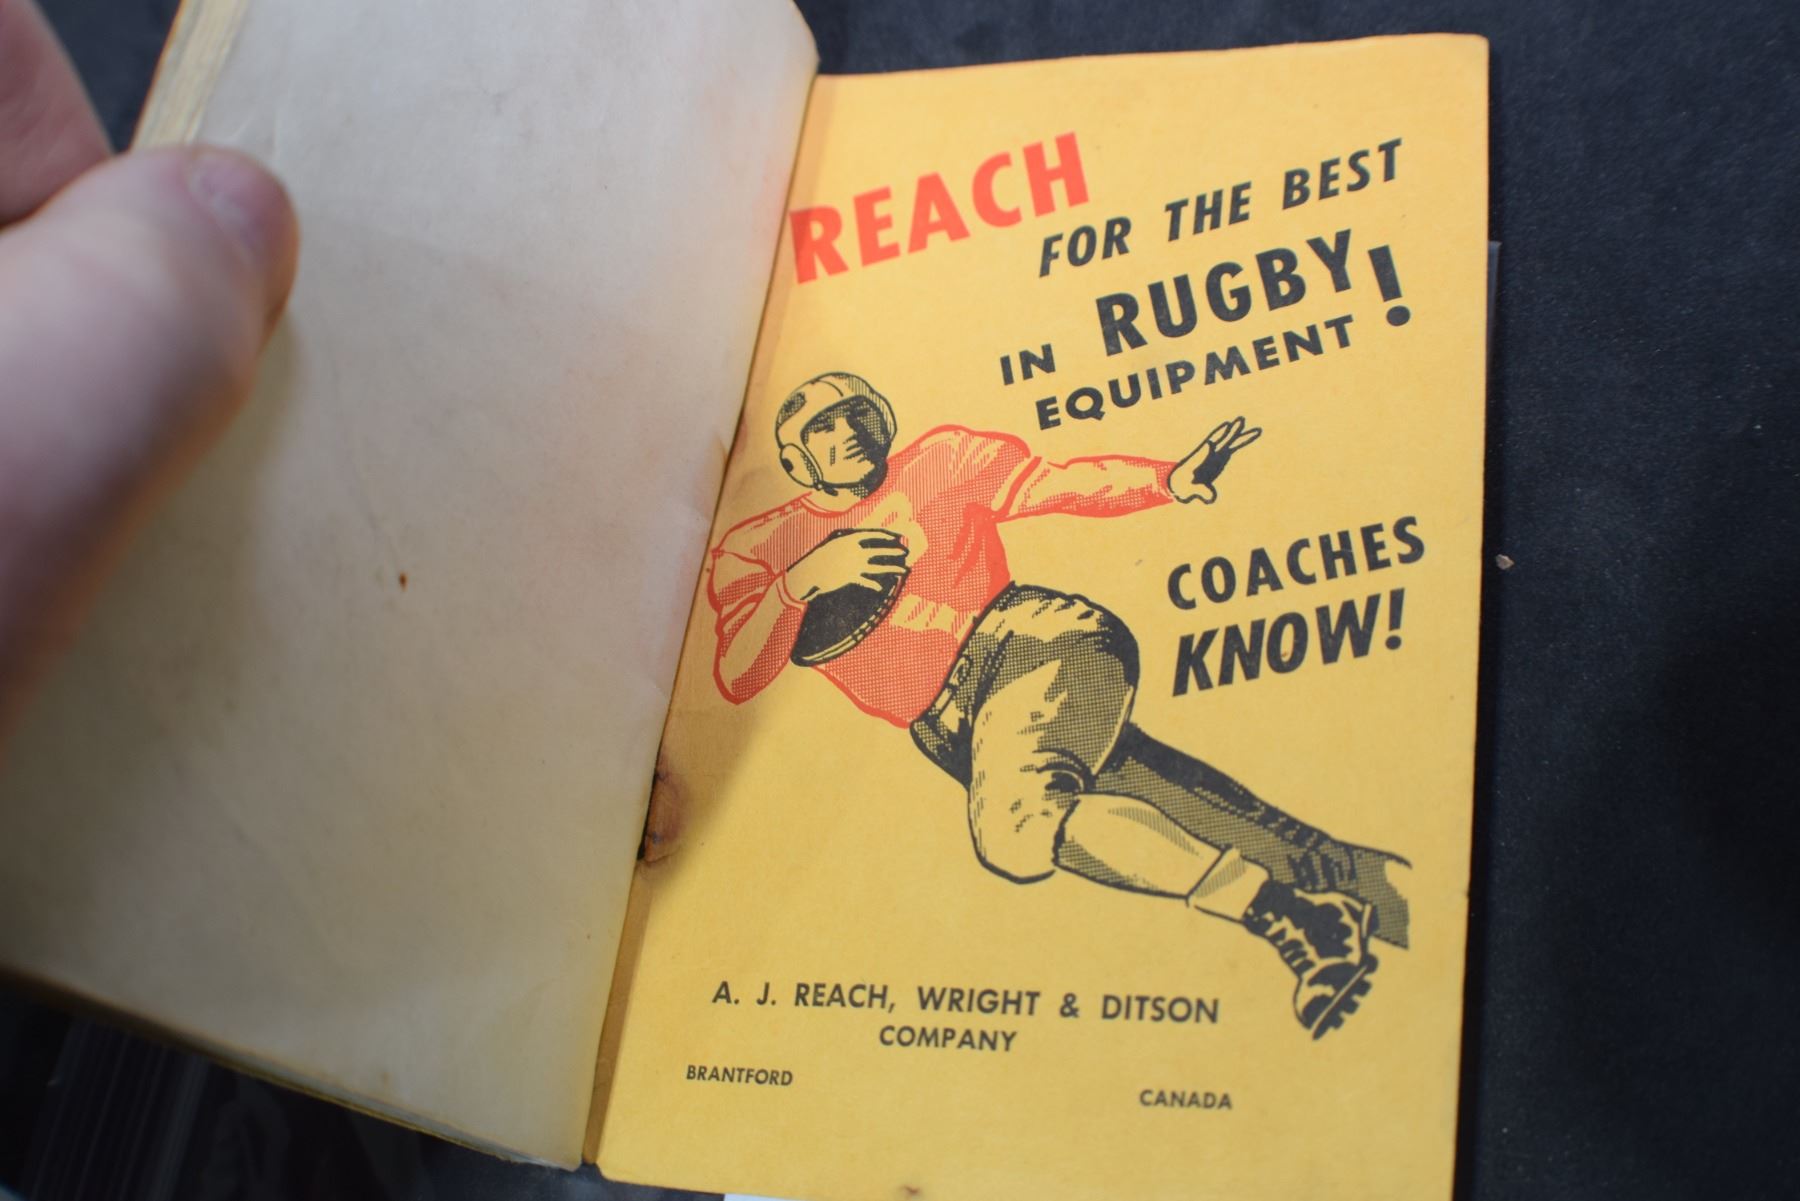 REACH
FOR THE BEST
IN RUGBY!
EQUIPMENT
COACHES
KNOW!
A. J. REACH, WRIGHT & DITSON
COMPANY
BRANTFORD CANADA